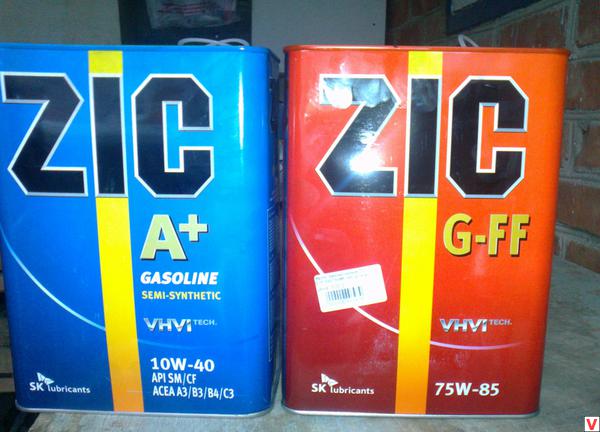 ZIC
A+
GASOLINE
SEMI-SYNTHETIC
VHVI TECH.
10W-40
API SM/CF
ACEA A3/B3/B4/C3
SK lubricants
ZIC
G-FF
VHVI TECH.
75W-85
SK lubricants
V